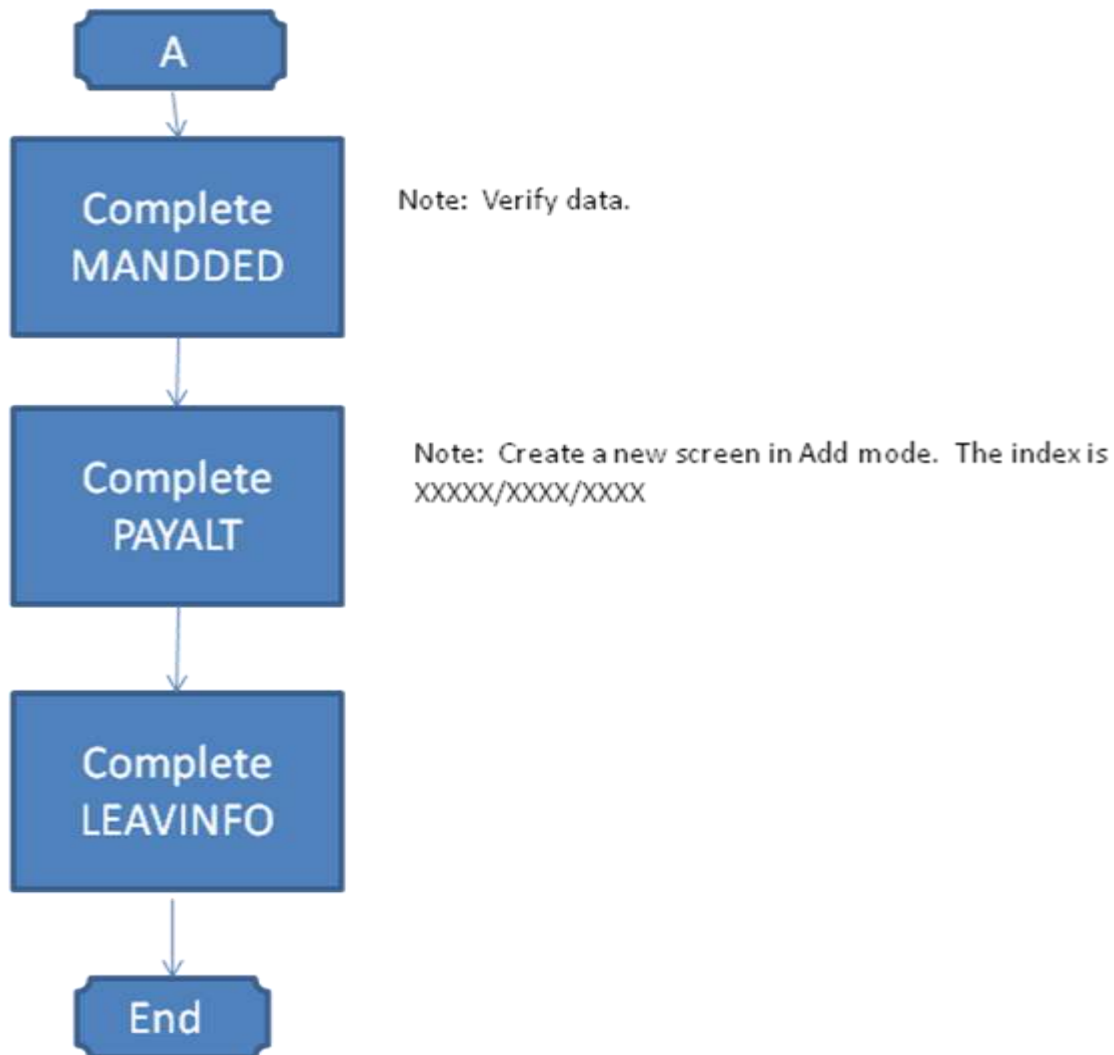 A
Complete
MANDDED
Note: Verify data.
Complete
PAYALT
Note: Create a new screen in Add mode. The index is
XXXXX/XXXX/XXXX
Complete
LEAVINFO
End